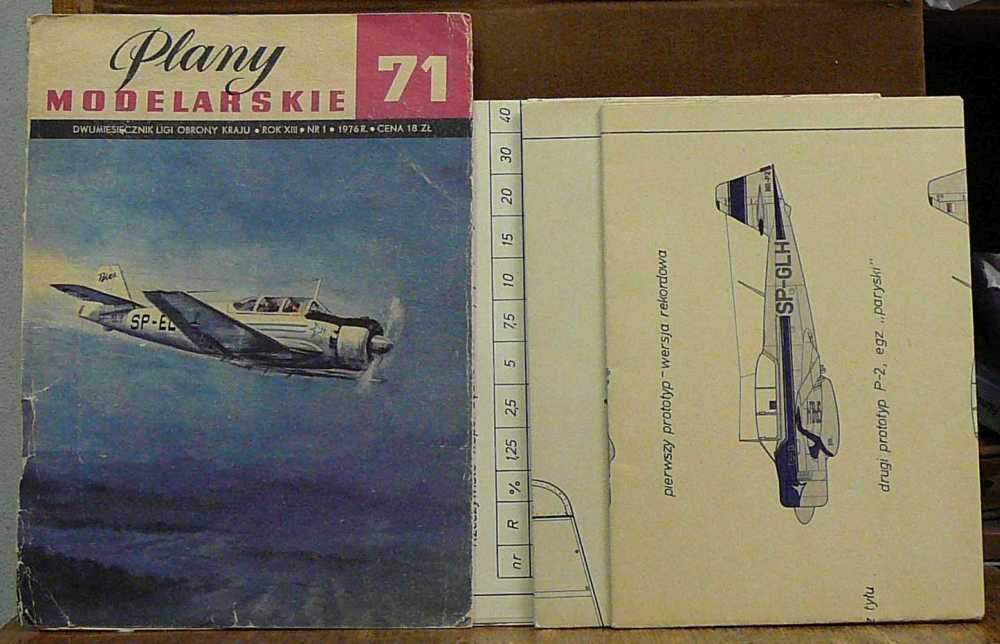 Plany
71
MODELARSKIE
DWUMIESIĘCZNIK LIGI OBRONY KRAJU • ROK XIII • NR 1 • 1976 R. • CENA 18 ZŁ
Bies
nr R % 1,25 2,5 5 7,5 10 15 20 30 40
pierwszy prototyp - wersja rekordowa
SP-GLH
drugi prototyp P-2, egz. „paryski"
z tyłu